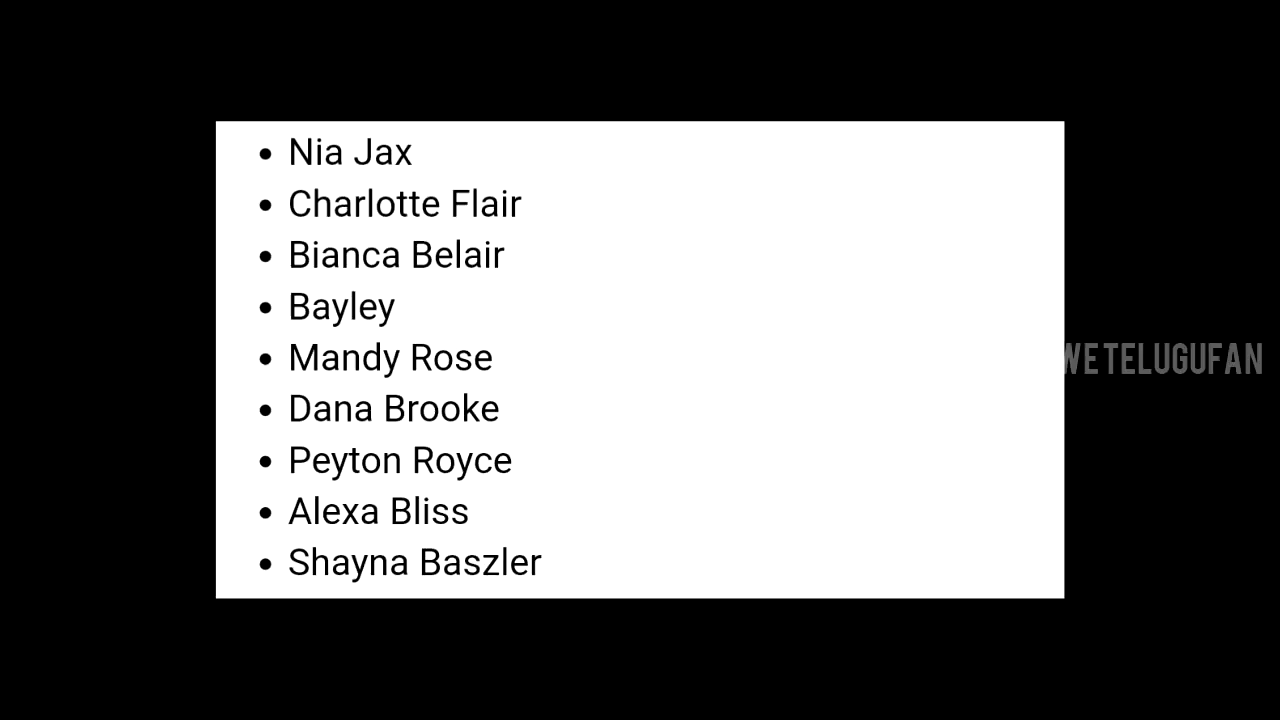 • Nia Jax
• Charlotte Flair
• Bianca Belair
• Bayley
• Mandy Rose
• Dana Brooke
• Peyton Royce
• Alexa Bliss
• Shayna Baszler
WETELUGUFAN